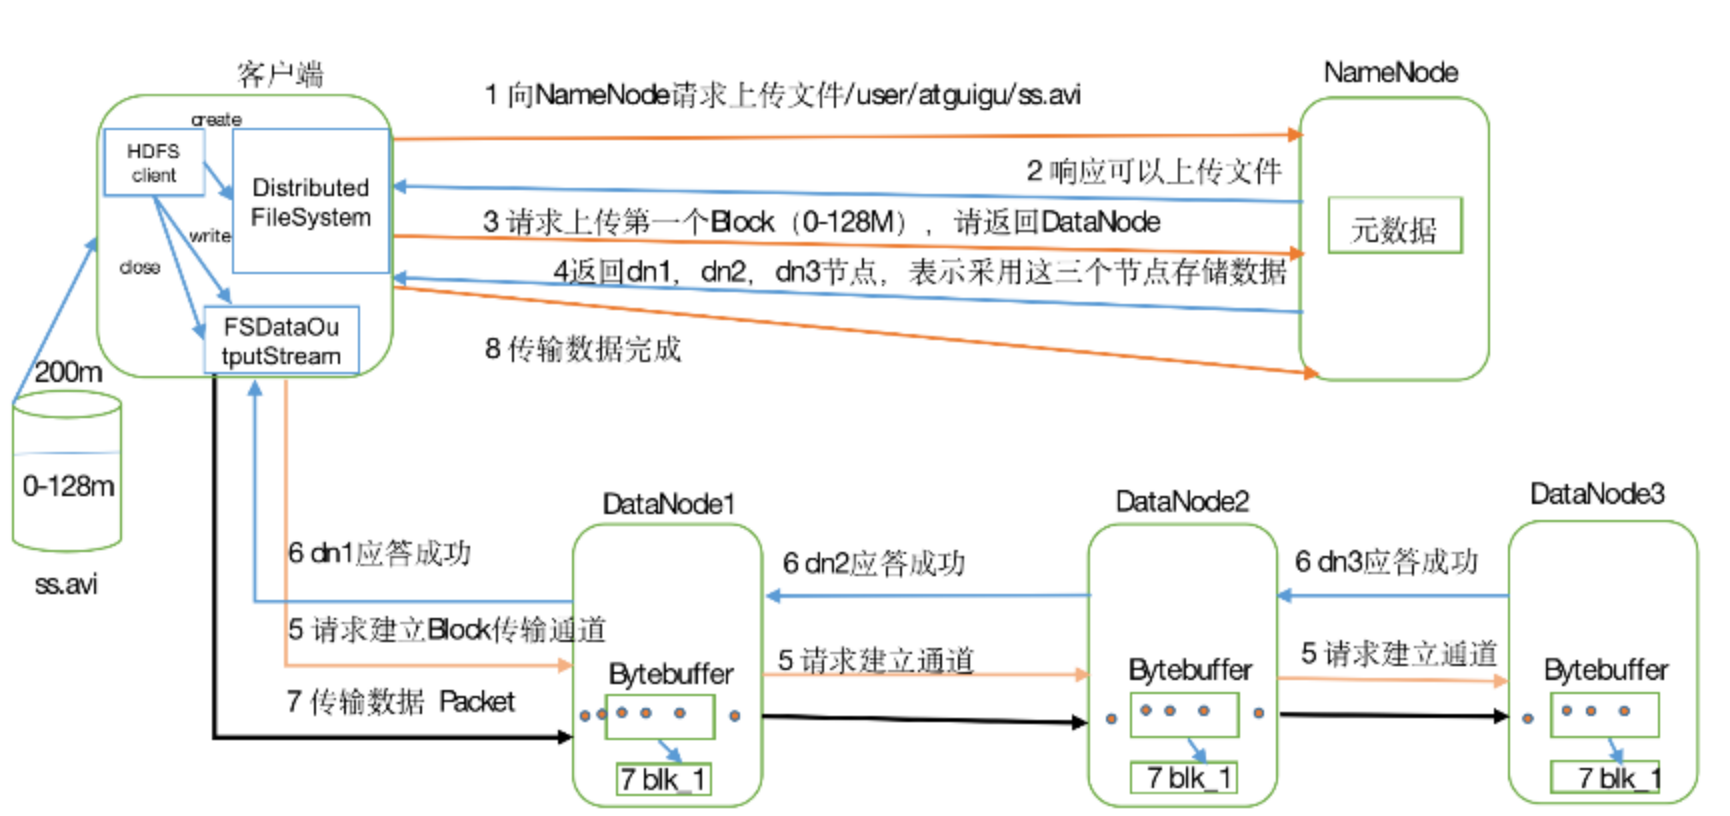 客户端
NameNode
1 向NameNode请求上传文件/user/atguigu/ss.avi
create
HDFS
client
Distributed
FileSystem
2 响应可以上传文件
3 请求上传第一个Block（0-128M），请返回DataNode
元数据
write
close
4返回dn1，dn2，dn3节点，表示采用这三个节点存储数据
FSDataOu
tputStream
8 传输数据完成
200m
0-128m
ss.avi
DataNode1
DataNode2
DataNode3
6 dn1应答成功
6 dn2应答成功
6 dn3应答成功
5 请求建立Block传输通道
5 请求建立通道
5 请求建立通道
Bytebuffer
Bytebuffer
Bytebuffer
7 传输数据 Packet
7 blk_1
7 blk_1
7 blk_1